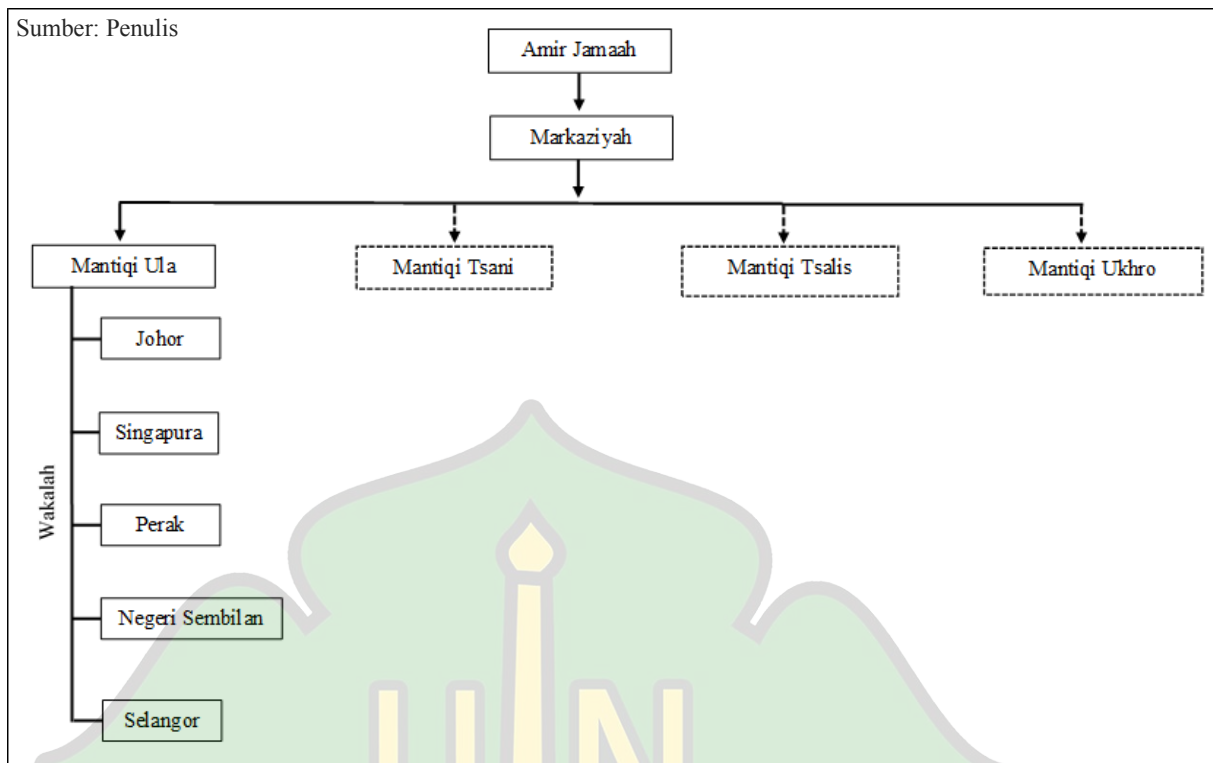 Sumber: Penulis
Amir Jamaah
Markaziyah
Mantiqi Ula
Mantiqi Tsani
Mantiqi Tsalis
Mantiqi Ukhro
Wakalah
Johor
Singapura
Perak
Negeri Sembilan
Selangor
UIN